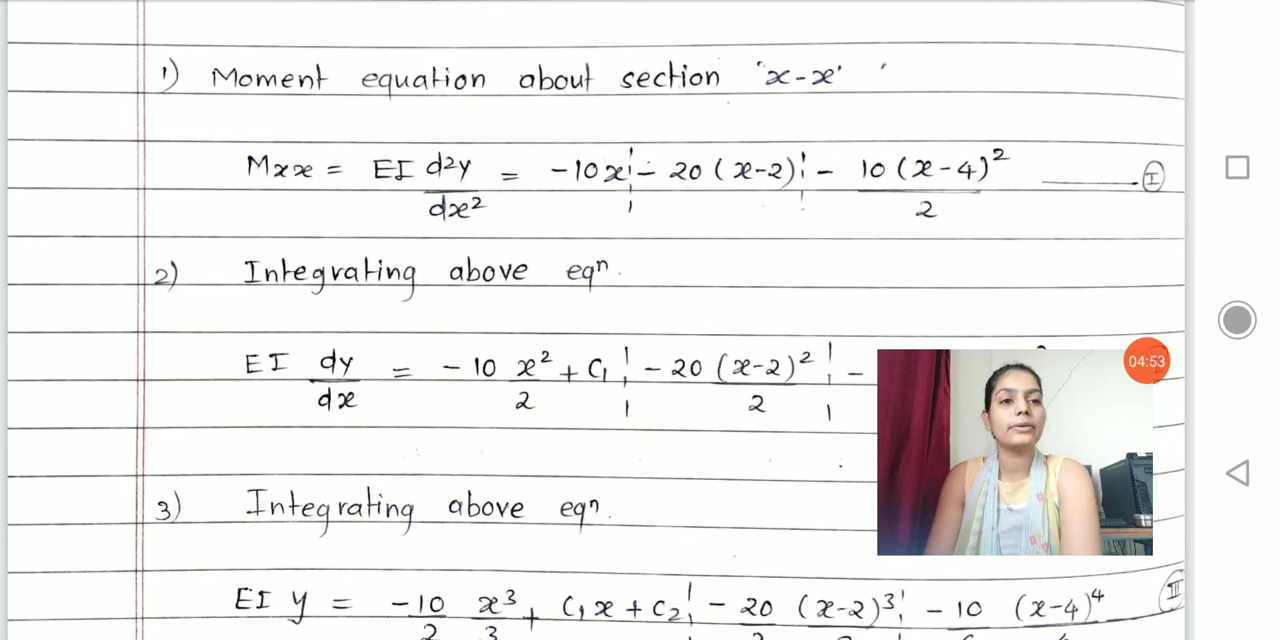 1) Moment equation about section 'x-x'
Mxx = EI d2y/dx2 = -10x ¦ - 20 (x-2) ¦ - 10 (x-4)2/2 (I)
2) Integrating above eqn.
EI dy/dx = -10 x2/2 + C1 ¦ - 20 (x-2)2/2 ¦ -
04:53
3) Integrating above eqn.
EI y = -10/2 x3/3 + C1x + C2 ¦ - 20 (x-2)3 ¦ - 10 (x-4)4 (III)